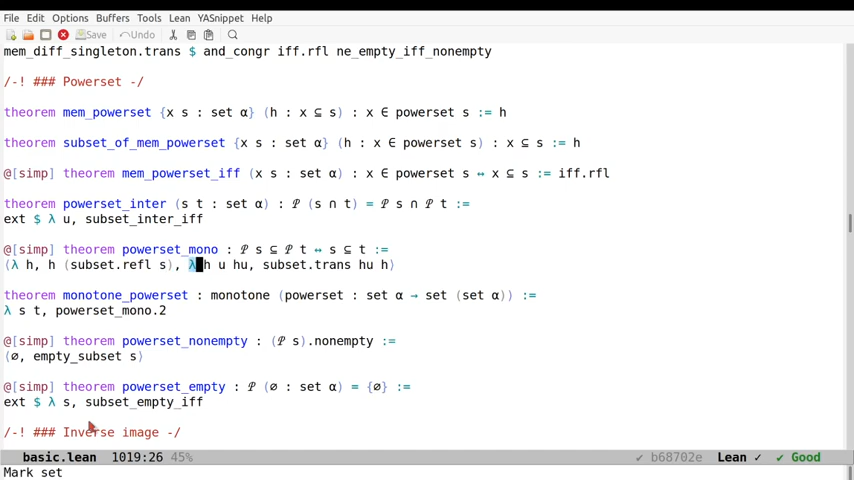 File Edit Options Buffers Tools Lean YASnippet Help
Save Undo
mem_diff_singleton.trans $ and_congr iff.rfl ne_empty_iff_nonempty
/-! ### Powerset -/
theorem mem_powerset {x s : set α} (h : x ⊆ s) : x ∈ powerset s := h
theorem subset_of_mem_powerset {x s : set α} (h : x ∈ powerset s) : x ⊆ s := h
@[simp] theorem mem_powerset_iff (x s : set α) : x ∈ powerset s ↔ x ⊆ s := iff.rfl
theorem powerset_inter (s t : set α) : 𝒫 (s ∩ t) = 𝒫 s ∩ 𝒫 t :=
ext $ λ u, subset_inter_iff
@[simp] theorem powerset_mono : 𝒫 s ⊆ 𝒫 t ↔ s ⊆ t :=
⟨λ h, h (subset.refl s), λ h u hu, subset.trans hu h⟩
theorem monotone_powerset : monotone (powerset : set α → set (set α)) :=
λ s t, powerset_mono.2
@[simp] theorem powerset_nonempty : (𝒫 s).nonempty :=
⟨∅, empty_subset s⟩
@[simp] theorem powerset_empty : 𝒫 (∅ : set α) = {∅} :=
ext $ λ s, subset_empty_iff
/-! ### Inverse image -/
basic.lean 1019:26 45% ✓ b68702e Lean ✓ ✔ Good
Mark set